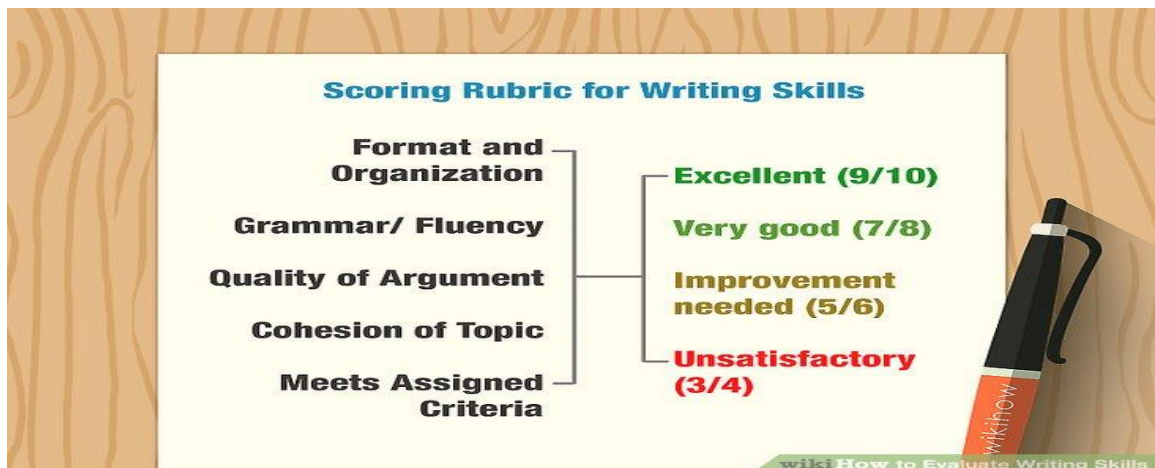 Scoring Rubric for Writing Skills
Format and
Organization
Grammar/ Fluency
Quality of Argument
Cohesion of Topic
Meets Assigned
Criteria
Excellent (9/10)
Very good (7/8)
Improvement
needed (5/6)
Unsatisfactory
(3/4)
wikihow
wikiHow to Evaluate Writing Skills